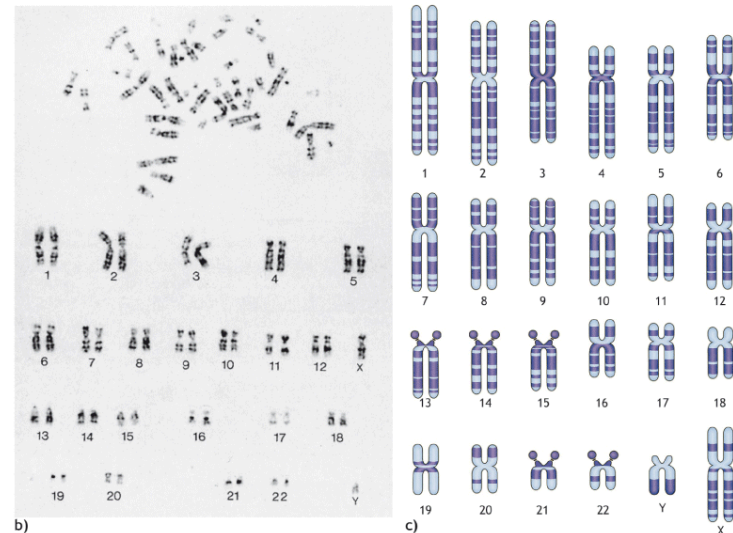 1 2 3 4 5
6 7 8 9 10 11 12 X
13 14 15 16 17 18
19 20 21 22 Y
b)
1 2 3 4 5 6
7 8 9 10 11 12
13 14 15 16 17 18
19 20 21 22 Y X
c)